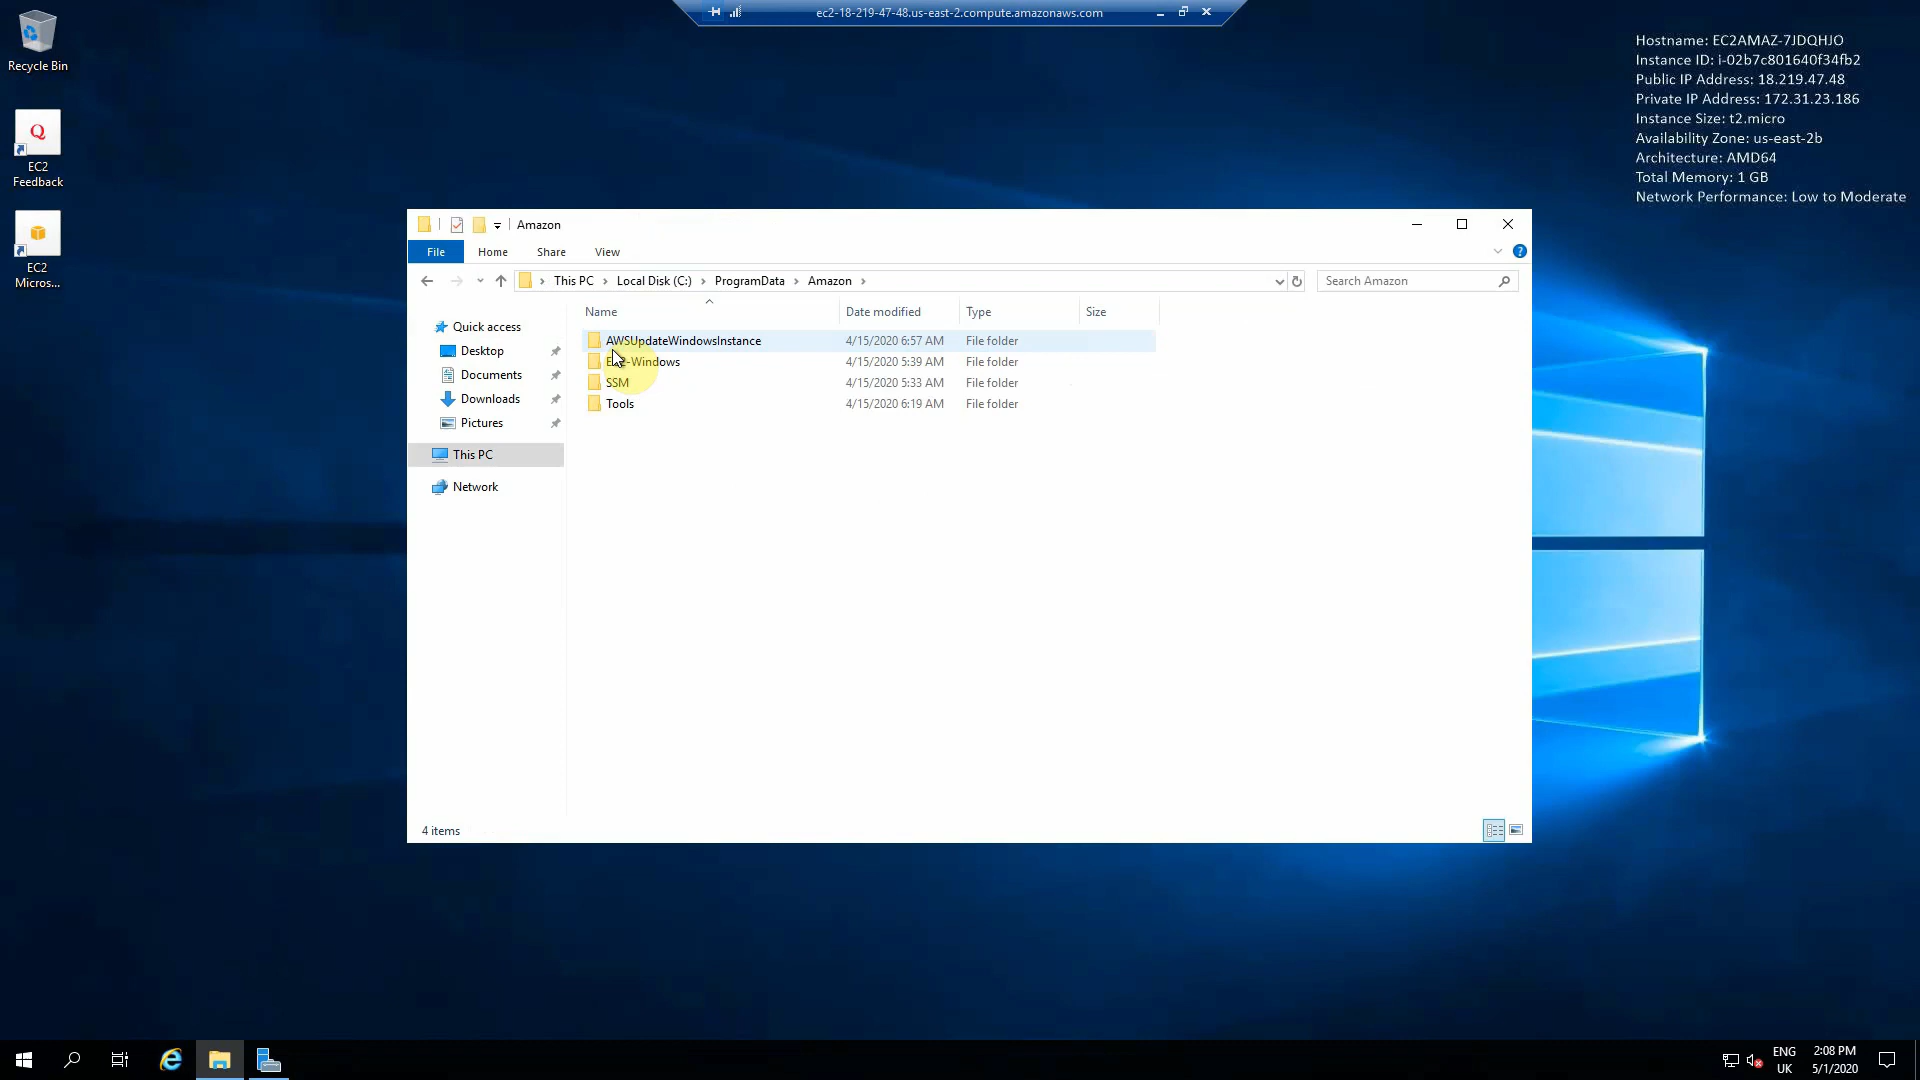 ec2-18-219-47-48.us-east-2.compute.amazonaws.com
Recycle Bin
EC2
Feedback
EC2
Micros...
Hostname: EC2AMAZ-7JDQHJO
Instance ID: i-02b7c801640f34fb2
Public IP Address: 18.219.47.48
Private IP Address: 172.31.23.186
Instance Size: t2.micro
Availability Zone: us-east-2b
Architecture: AMD64
Total Memory: 1 GB
Network Performance: Low to Moderate
Amazon
File Home Share View
This PC Local Disk (C:) ProgramData Amazon
Search Amazon
Quick access
Desktop
Documents
Downloads
Pictures
This PC
Network
Name Date modified Type Size
AWSUpdateWindowsInstance 4/15/2020 6:57 AM File folder
4/15/2020 5:39 AM File folder
SSM 4/15/2020 5:33 AM File folder
Tools 4/15/2020 6:19 AM File folder
4 items
ENG
UK
2:08 PM
5/1/2020